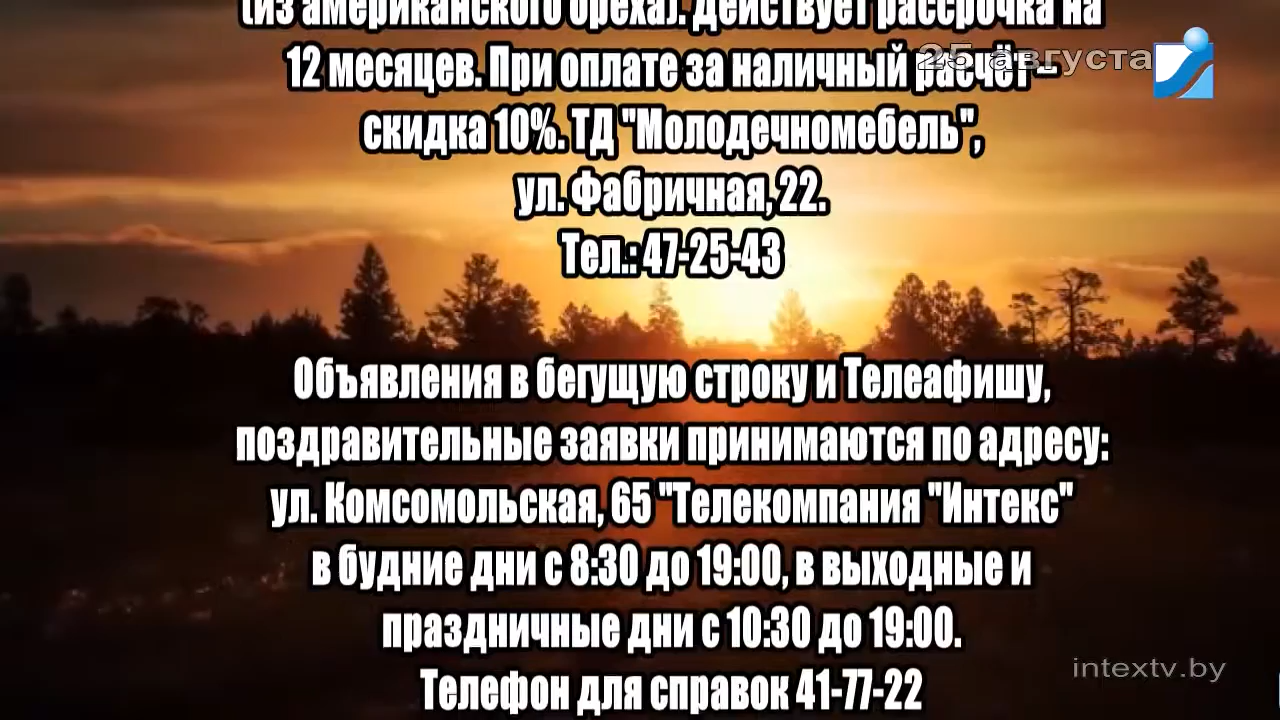 (из американского ореха). Действует рассрочка на
12 месяцев. При оплате за наличный расчёт –
25 августа
скидка 10%. ТД "Молодечномебель",
ул. Фабричная, 22.
Тел.: 47-25-43
Объявления в бегущую строку и Телеафишу,
поздравительные заявки принимаются по адресу:
ул. Комсомольская, 65 "Телекомпания "Интекс"
в будние дни с 8:30 до 19:00, в выходные и
праздничные дни с 10:30 до 19:00.
Телефон для справок 41-77-22
intextv.by